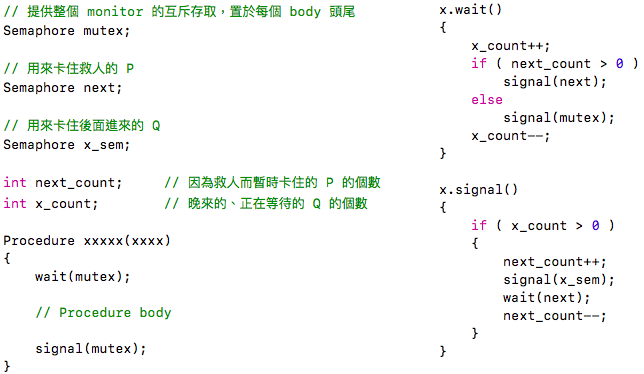 // 提供整個 monitor 的互斥存取，置於每個 body 頭尾
Semaphore mutex;
// 用來卡住救人的 P
Semaphore next;
// 用來卡住後面進來的 Q
Semaphore x_sem;
int next_count;     // 因為救人而暫時卡住的 P 的個數
int x_count;        // 晚來的、正在等待的 Q 的個數
Procedure xxxxx(xxxx)
{
    wait(mutex);
    // Procedure body
    signal(mutex);
}
x.wait()
{
    x_count++;
    if ( next_count > 0 )
        signal(next);
    else
        signal(mutex);
    x_count--;
}
x.signal()
{
    if ( x_count > 0 )
    {
        next_count++;
        signal(x_sem);
        wait(next);
        next_count--;
    }
}